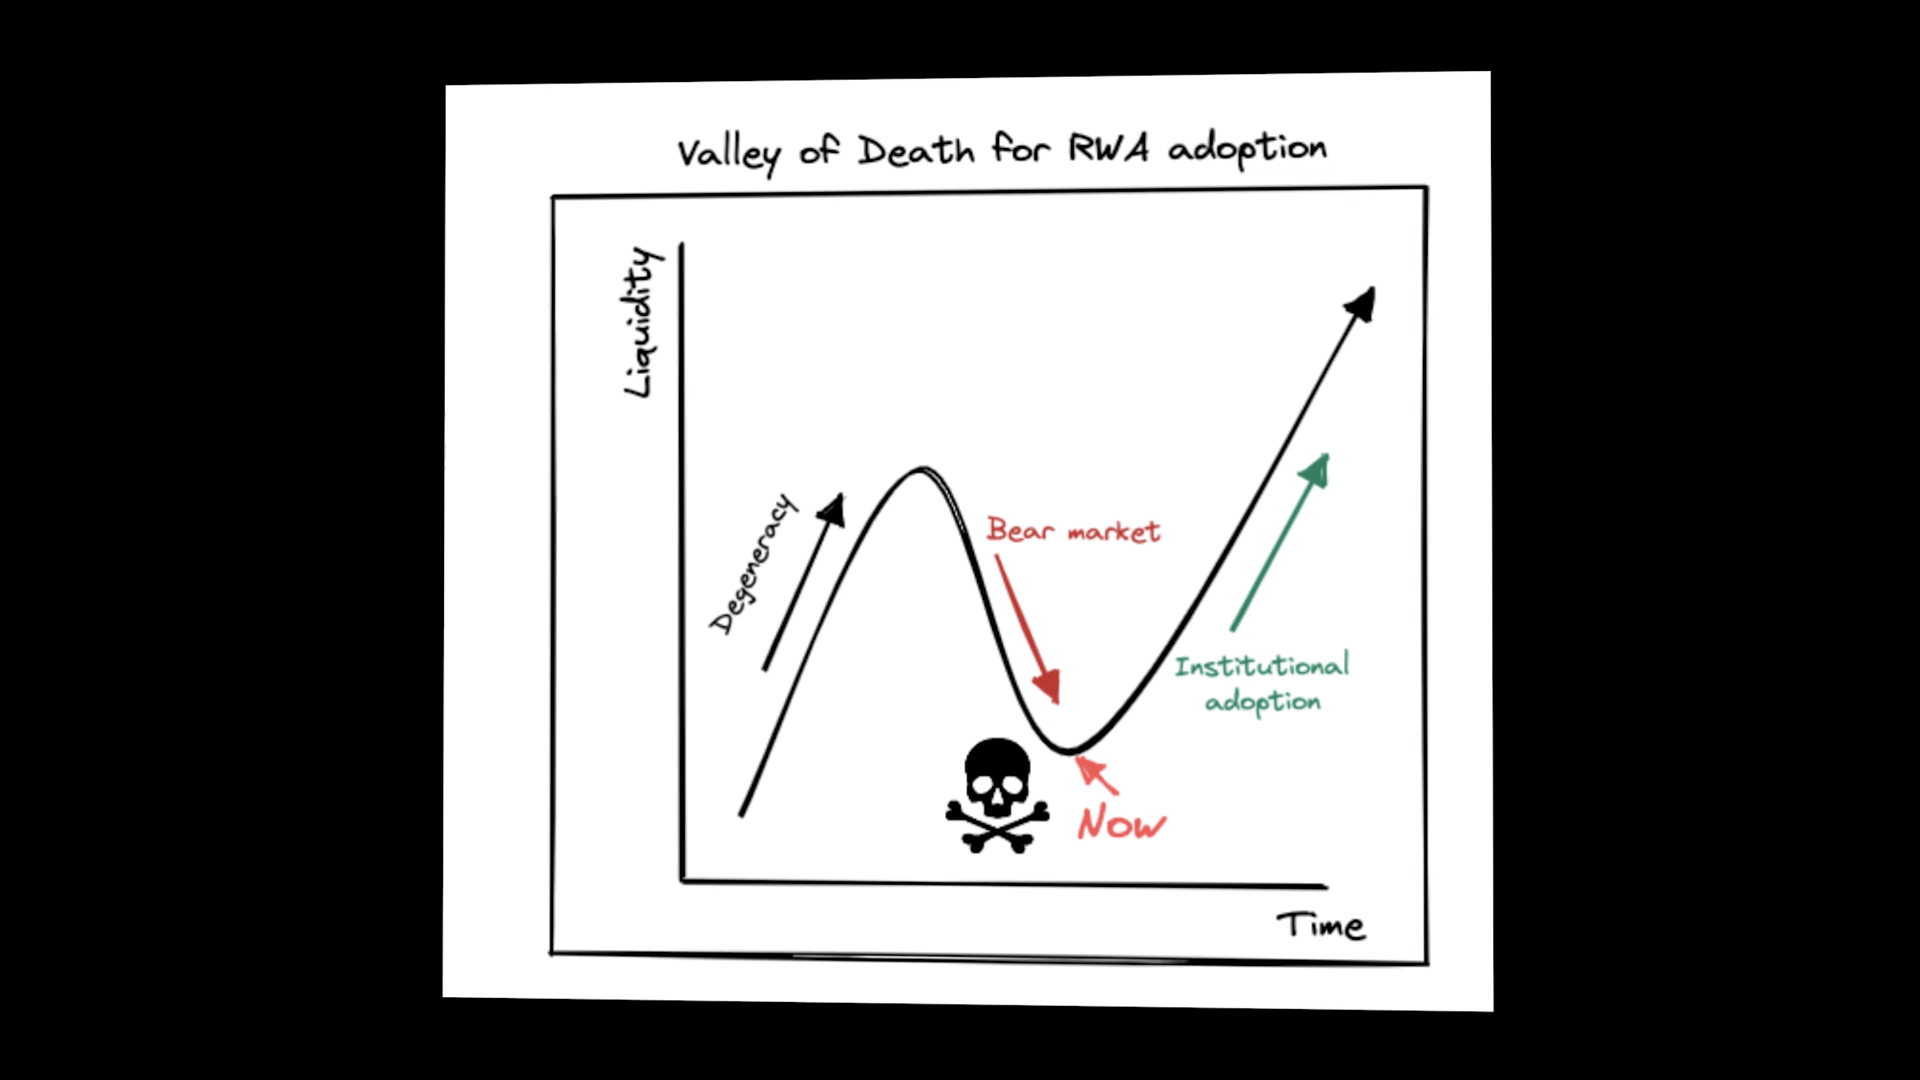 Valley of Death for RWA adoption
Liquidity
Degeneracy
Bear market
Institutional
adoption
Now
Time